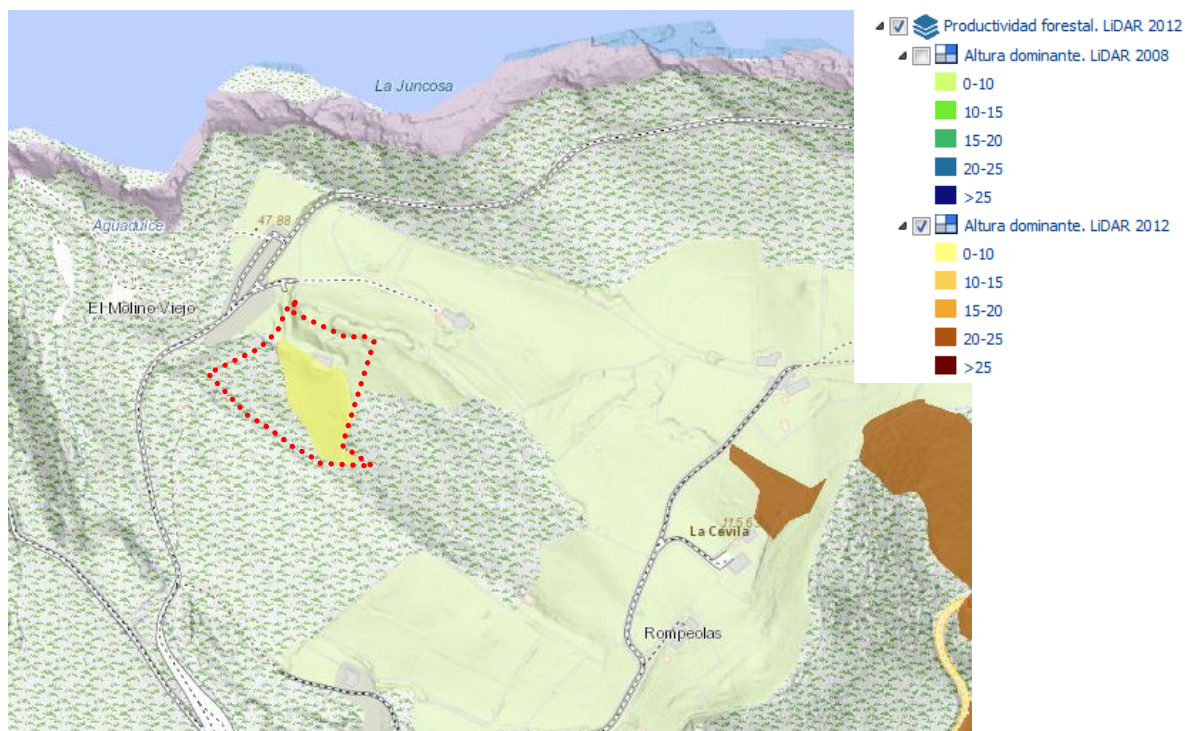 La Juncosa
47.88
Aguadulce
El Molino Viejo
La Cevila
Rompeolas
Productividad forestal. LiDAR 2012
Altura dominante. LiDAR 2008
0-10
10-15
15-20
20-25
>25
Altura dominante. LiDAR 2012
0-10
10-15
15-20
20-25
>25